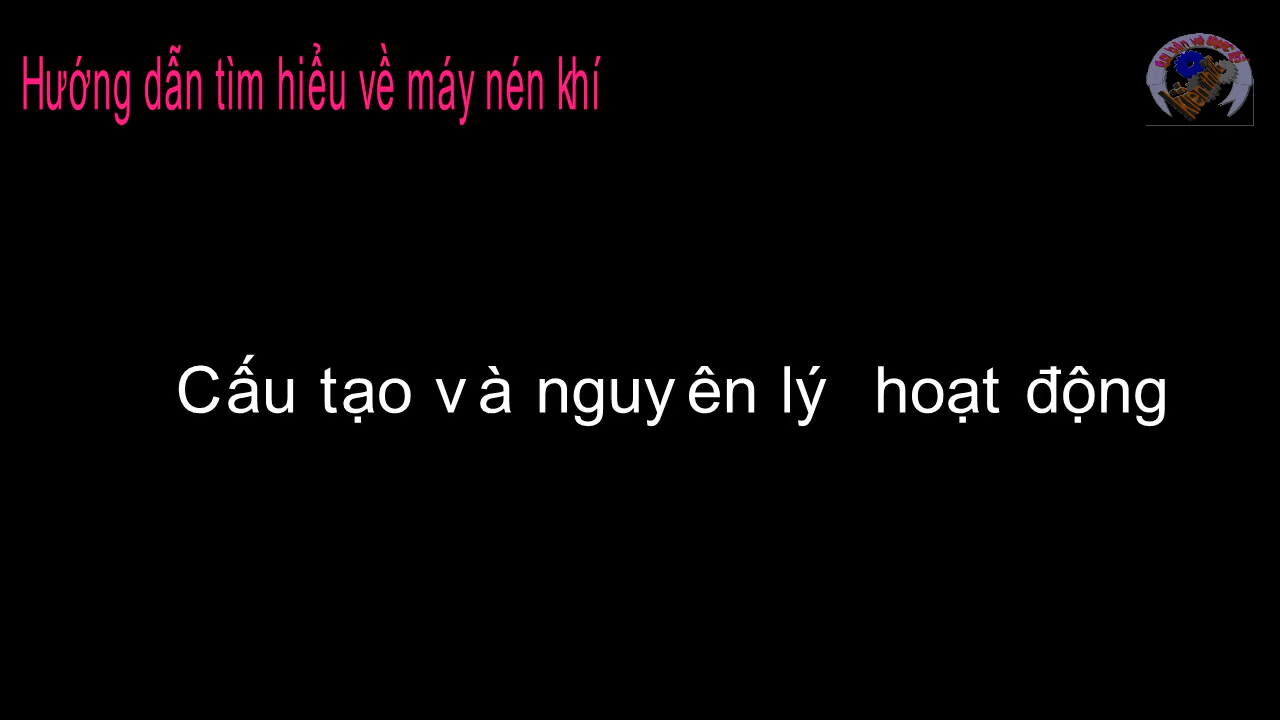 Hướng dẫn tìm hiểu về máy nén khí
Cấu tạo và nguyên lý hoạt động